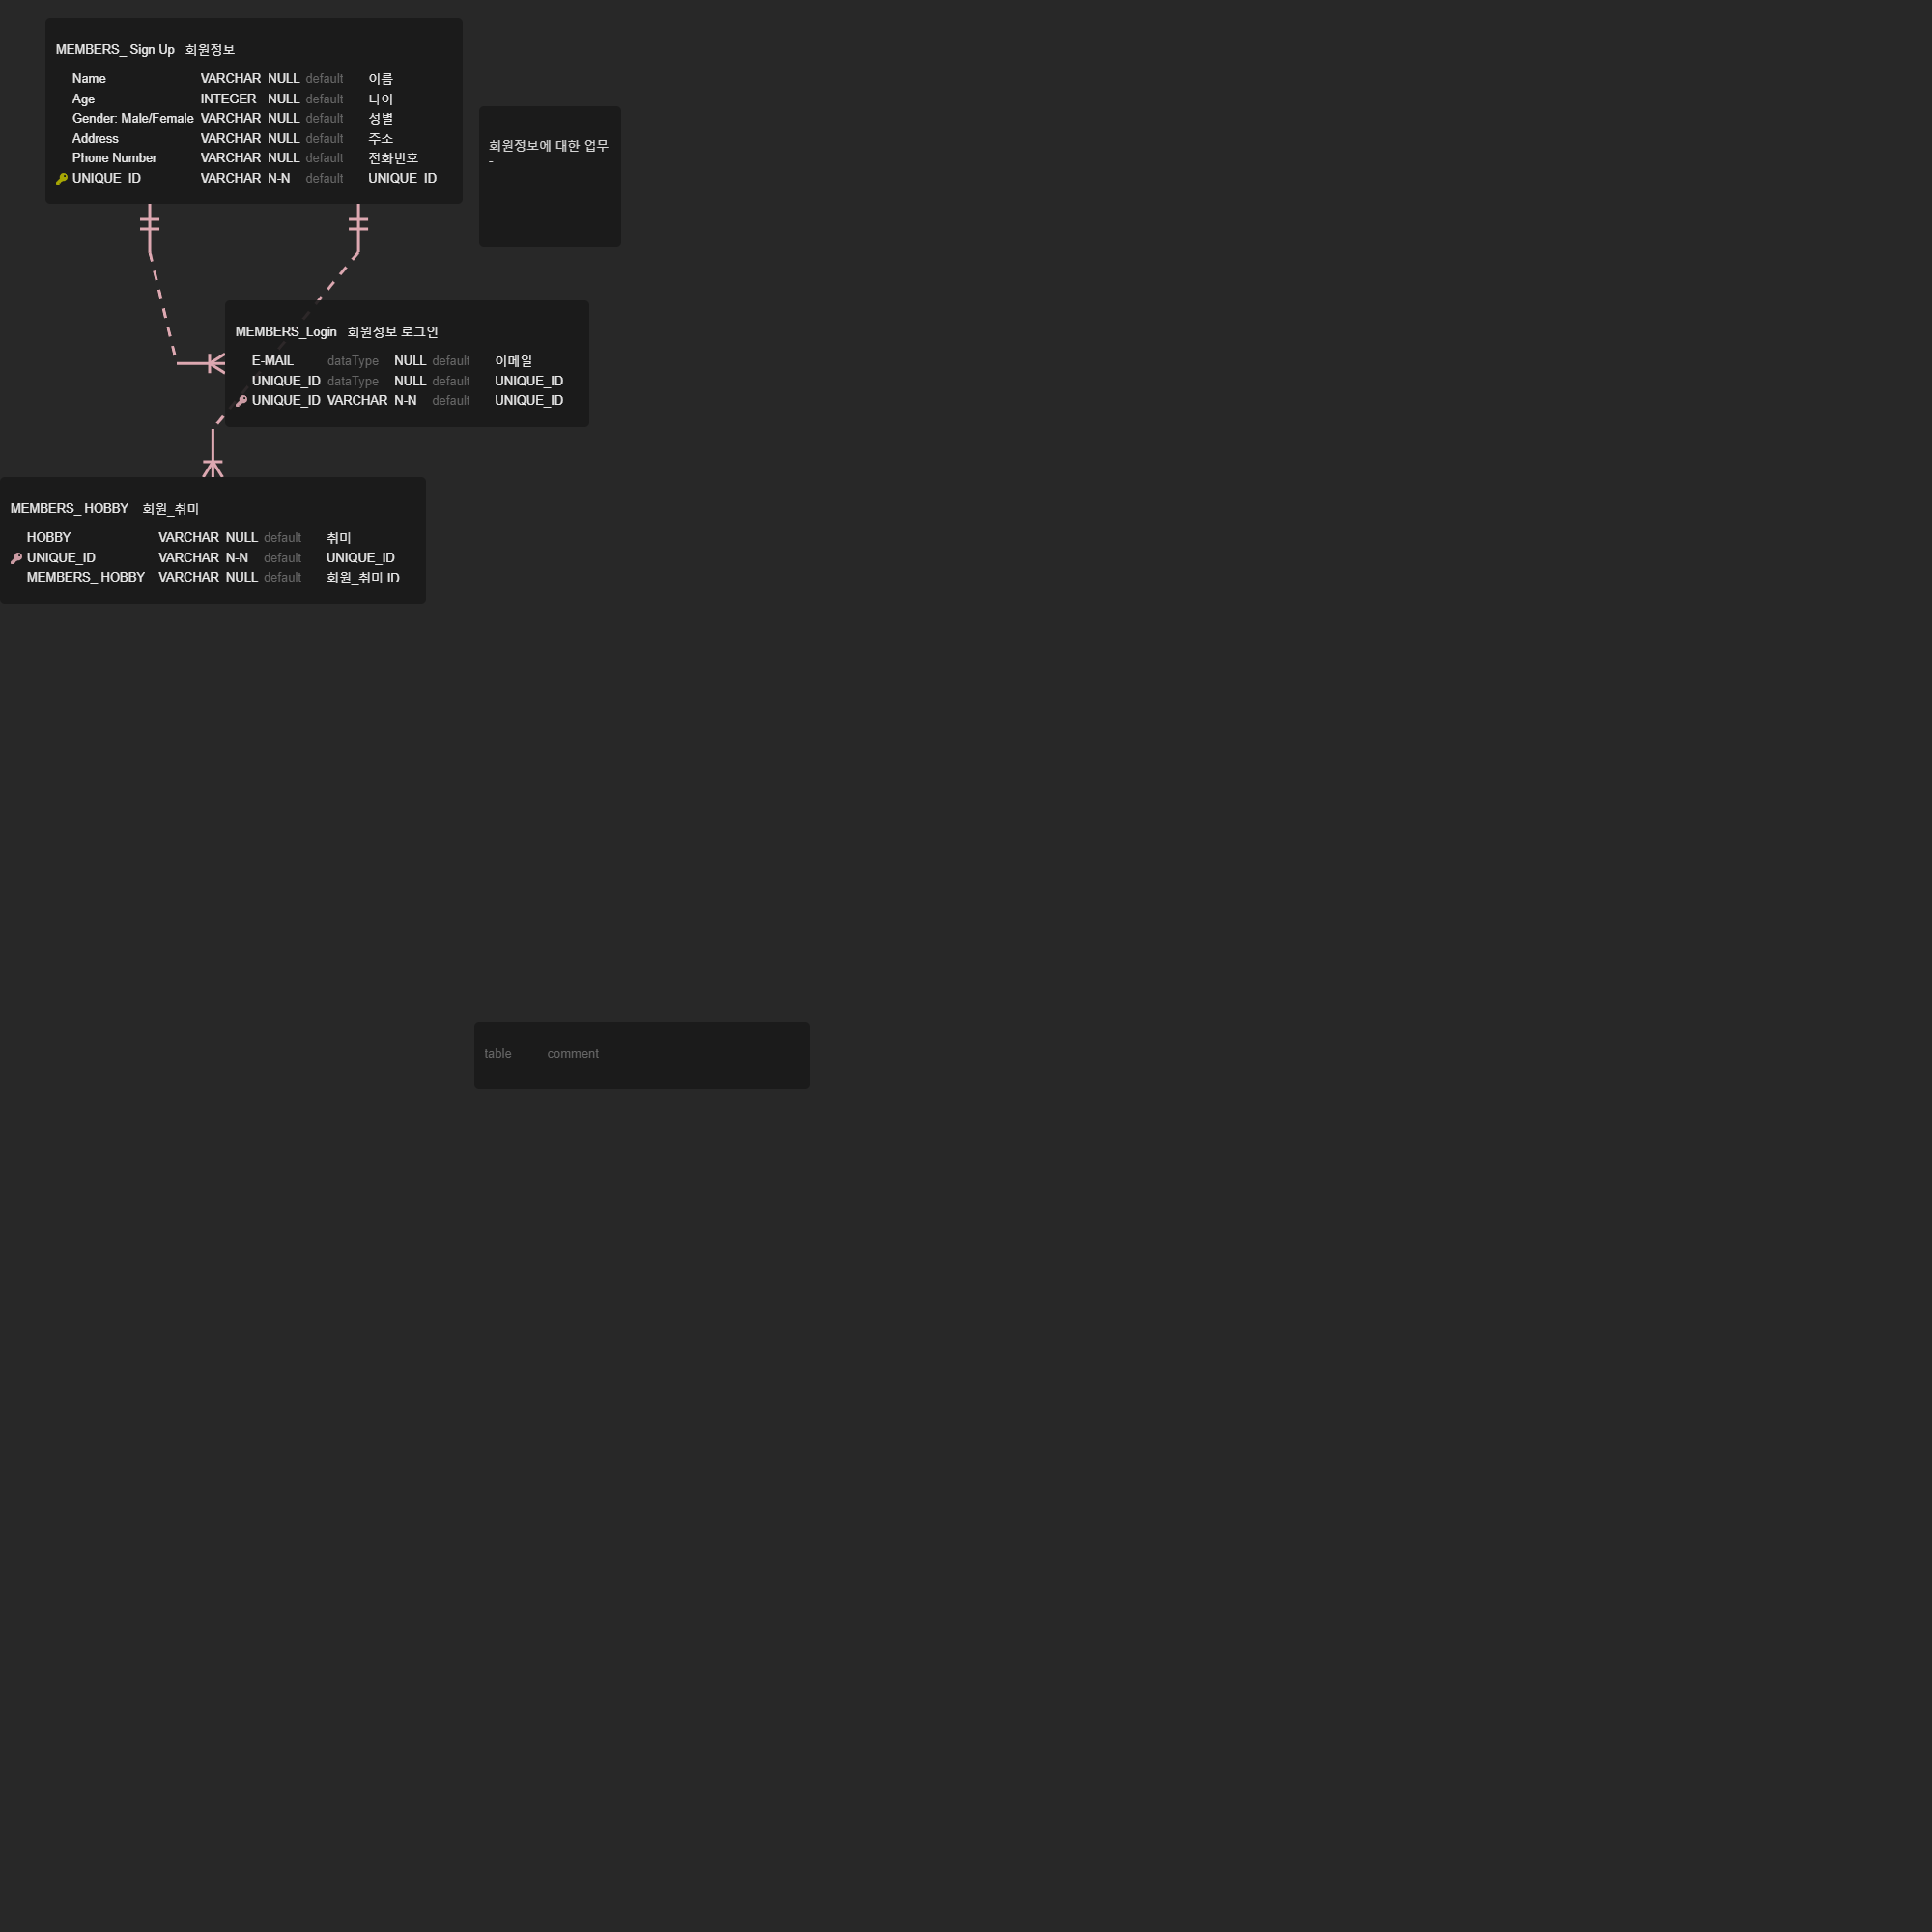 MEMBERS_ Sign Up 회원정보
Name VARCHAR NULL default 이름
Age INTEGER NULL default 나이
Gender: Male/Female VARCHAR NULL default 성별
Address VARCHAR NULL default 주소
Phone Number VARCHAR NULL default 전화번호
UNIQUE_ID VARCHAR N-N default UNIQUE_ID
회원정보에 대한 업무
-
MEMBERS_Login 회원정보 로그인
E-MAIL dataType NULL default 이메일
UNIQUE_ID dataType NULL default UNIQUE_ID
UNIQUE_ID VARCHAR N-N default UNIQUE_ID
MEMBERS_ HOBBY 회원_취미
HOBBY VARCHAR NULL default 취미
UNIQUE_ID VARCHAR N-N default UNIQUE_ID
MEMBERS_ HOBBY VARCHAR NULL default 회원_취미 ID
table comment